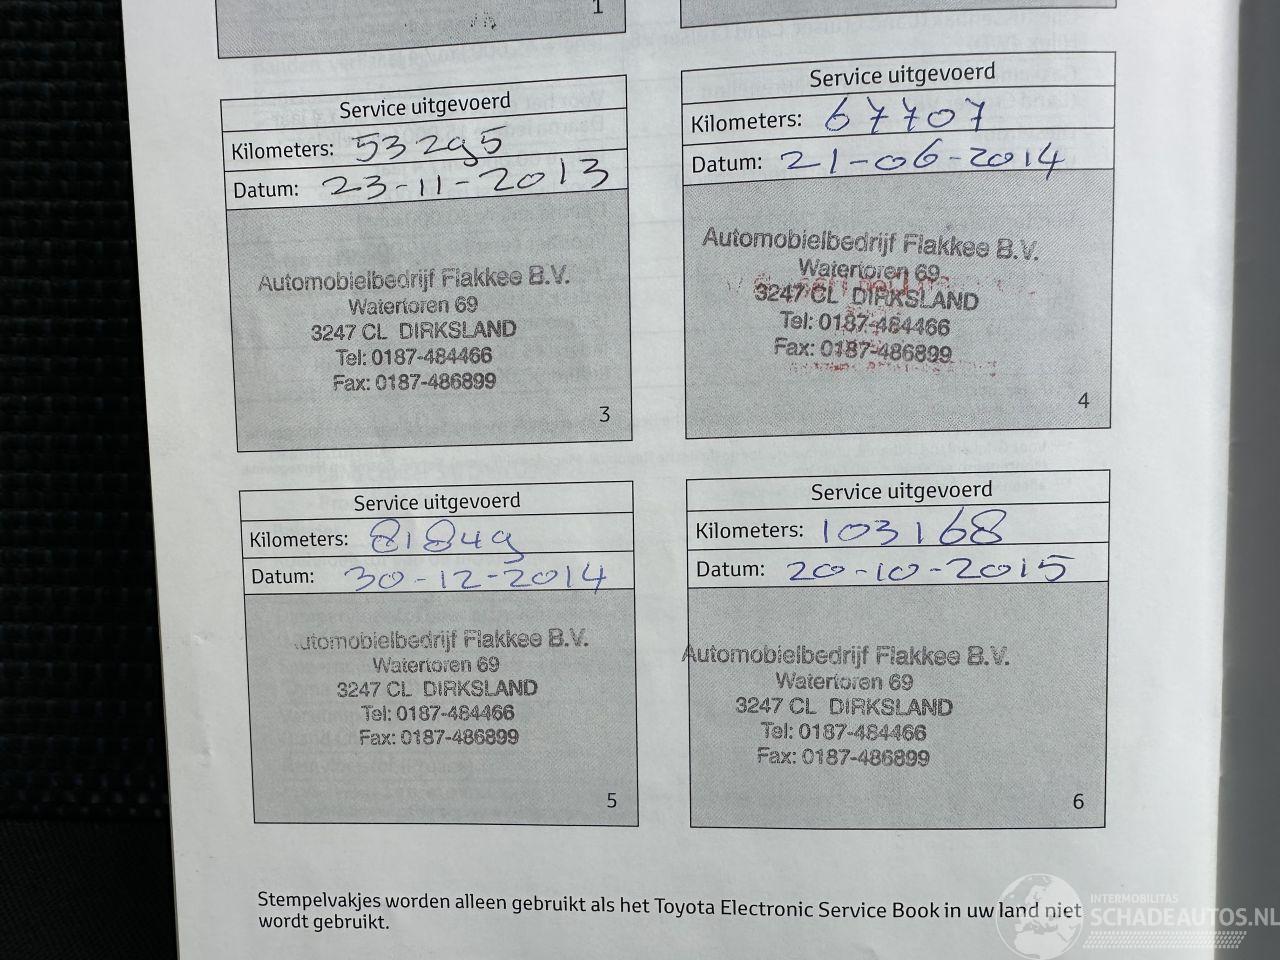 1
Service uitgevoerd
Kilometers: 53295
Datum: 23-11-2013
Automobielbedrijf Flakkee B.V.
Watertoren 69
3247 CL DIRKSLAND
Tel: 0187-484466
Fax: 0187-486899
3
Service uitgevoerd
Kilometers: 67707
Datum: 21-06-2014
Automobielbedrijf Flakkee B.V.
Watertoren 69
3247 CL DIRKSLAND
Tel: 0187-484466
Fax: 0187-486899
4
Service uitgevoerd
Kilometers: 81849
Datum: 30-12-2014
utomobielbedrijf Flakkee B.V.
Watertoren 69
3247 CL DIRKSLAND
Tel: 0187-484466
Fax: 0187-486899
5
Service uitgevoerd
Kilometers: 103168
Datum: 20-10-2015
Automobielbedrijf Flakkee B.V.
Watertoren 69
3247 CL DIRKSLAND
Tel: 0187-484466
Fax: 0187-486899
6
Stempelvakjes worden alleen gebruikt als het Toyota Electronic Service Book in uw land niet
wordt gebruikt.
INTERMOBILITAS
SCHADEAUTOS.NL